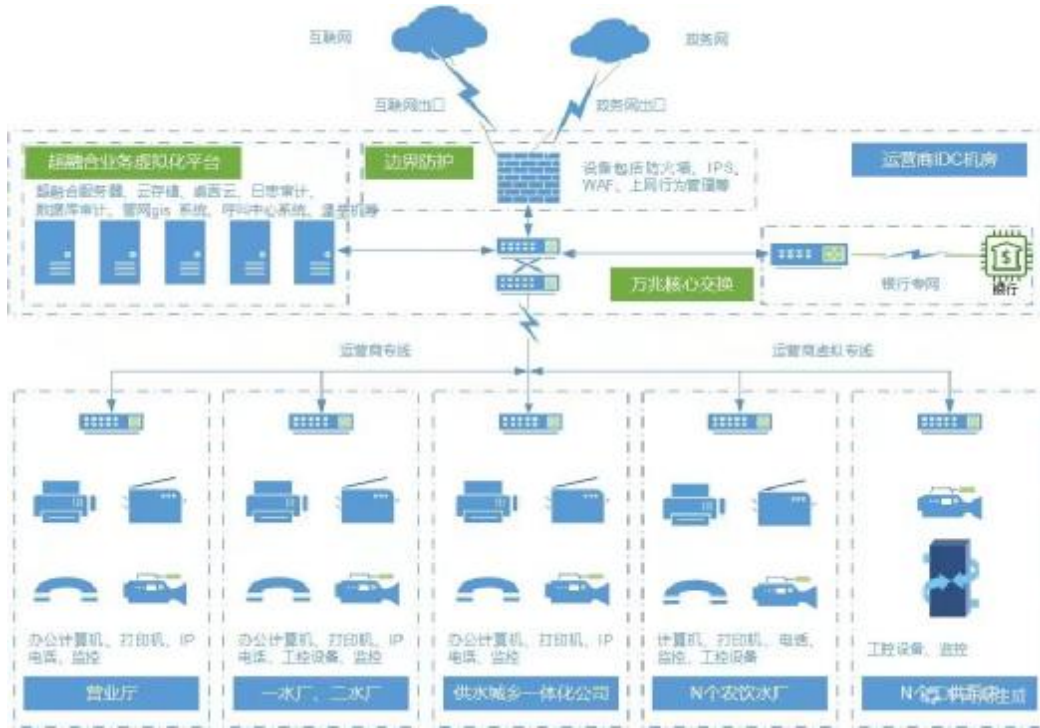 互联网
政务网
互联网出口
政务网出口
超融合业务虚拟化平台
边界防护
设备包括防火墙、IPS、
WAF、上网行为管理等
运营商IDC机房
超融合服务器、云存储、桌面云、日志审计、
数据库审计、管网gis 系统、呼叫中心系统、堡垒机等
万兆核心交换
银行专网
银行
运营商专线
运营商虚拟专线
办公计算机、打印机、IP
电话、监控
办公计算机、打印机、IP
电话、工控设备、监控
办公计算机、打印机、IP
电话、监控
计算机、打印机、电话、
监控、工控设备
工控设备、监控
营业厅
一水厂、二水厂
供水城乡一体化公司
N个农饮水厂
N个